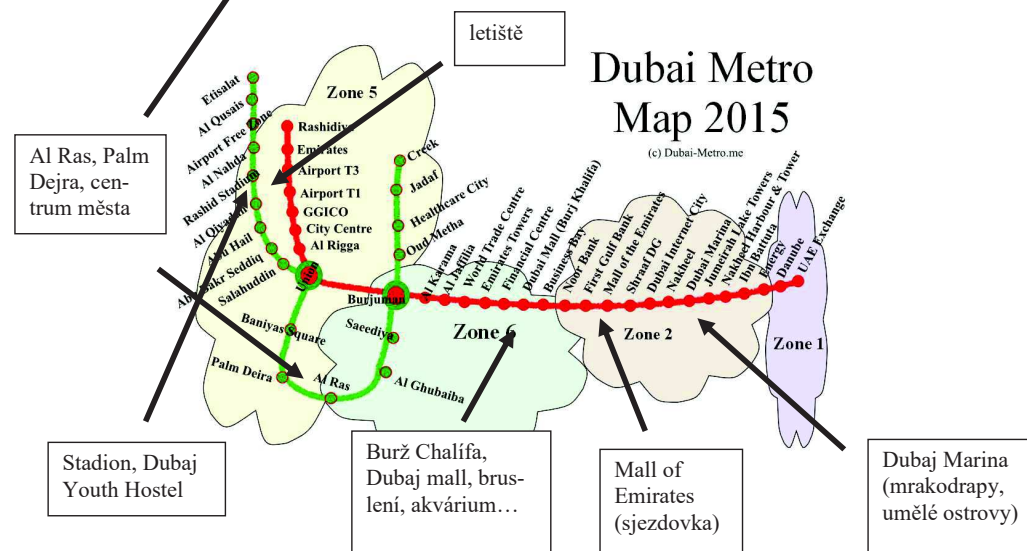 letiště
Dubai Metro
Map 2015
(c) Dubai-Metro.me
Al Ras, Palm
Dejra, cen-
trum města
Zone 5
Etisalat
Al Qusais
Airport Free Zone
Al Nahda
Rashid Stadium
Al Qiyadah
Abu Hail
Abu Bakr Seddiq
Salahuddin
Union
Baniyas Square
Palm Deira
Al Ras
Al Ghubaiba
Saeediya
Burjuman
Oud Metha
Healthcare City
Jadaf
Creek
Rashidiya
Emirates
Airport T3
Airport T1
GGICO
City Centre
Al Rigga
Al Karama
Al Jaffilia
World Trade Centre
Emirates Towers
Financial Centre
Dubai Mall (Burj Khalifa)
Business Bay
Noor Bank
First Gulf Bank
Mall of the Emirates
Sharaf DG
Dubai Internet City
Nakheel
Dubai Marina
Jumeirah Lake Towers
Nakheel Harbour & Tower
Ibn Battuta
Energy
Danube
UAE Exchange
Zone 6
Zone 2
Zone 1
Stadion, Dubaj
Youth Hostel
Burž Chalífa,
Dubaj mall, brus-
lení, akvárium…
Mall of
Emirates
(sjezdovka)
Dubaj Marina
(mrakodrapy,
umělé ostrovy)